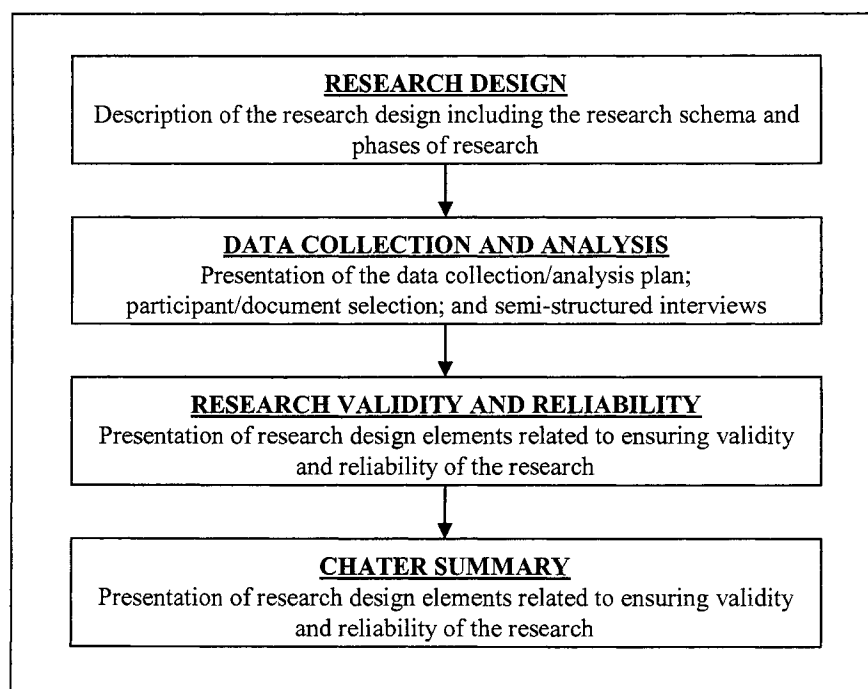 RESEARCH DESIGN
Description of the research design including the research schema and
phases of research
DATA COLLECTION AND ANALYSIS
Presentation of the data collection/analysis plan;
participant/document selection; and semi-structured interviews
RESEARCH VALIDITY AND RELIABILITY
Presentation of research design elements related to ensuring validity
and reliability of the research
CHATER SUMMARY
Presentation of research design elements related to ensuring validity
and reliability of the research